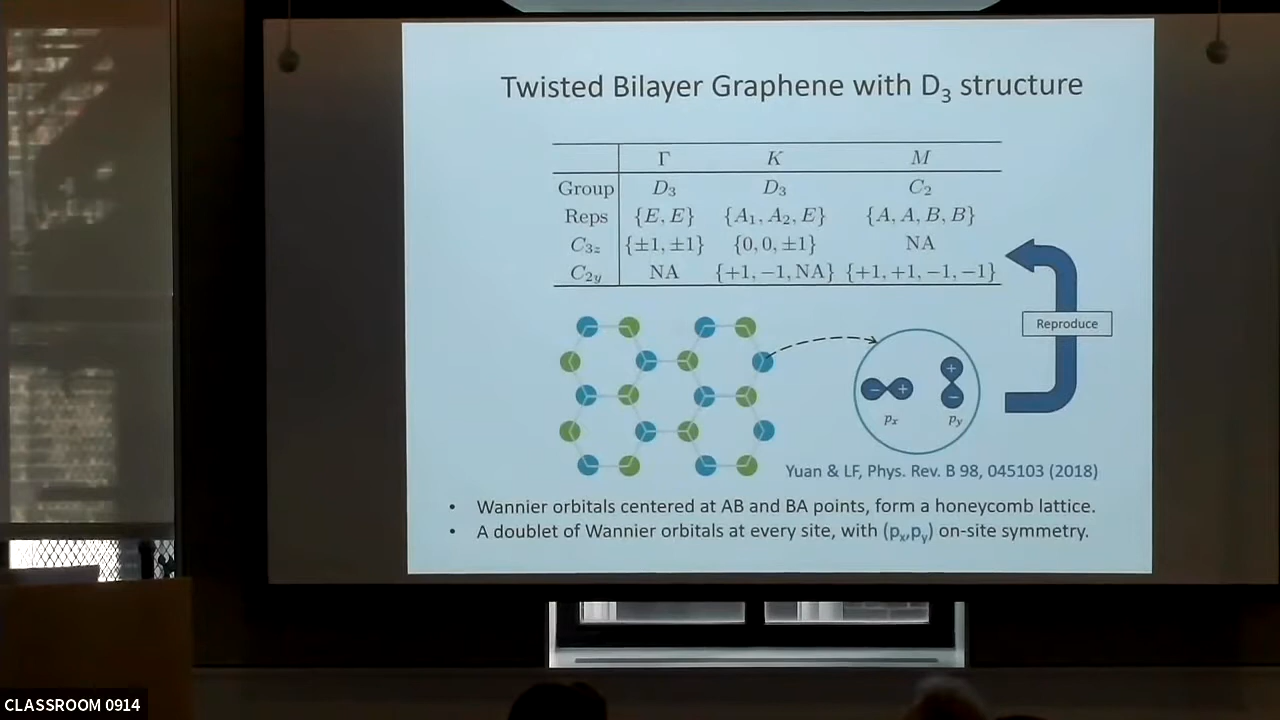 Twisted Bilayer Graphene with D3 structure
Γ K M
Group D3 D3 C2
Reps {E, E} {A1, A2, E} {A, A, B, B}
C3z {±1, ±1} {0, 0, ±1} NA
C2y NA {+1, −1, NA} {+1, +1, −1, −1}
Reproduce
− + + −
px py
Yuan & LF, Phys. Rev. B 98, 045103 (2018)
• Wannier orbitals centered at AB and BA points, form a honeycomb lattice.
• A doublet of Wannier orbitals at every site, with (px,py) on-site symmetry.
CLASSROOM 0914